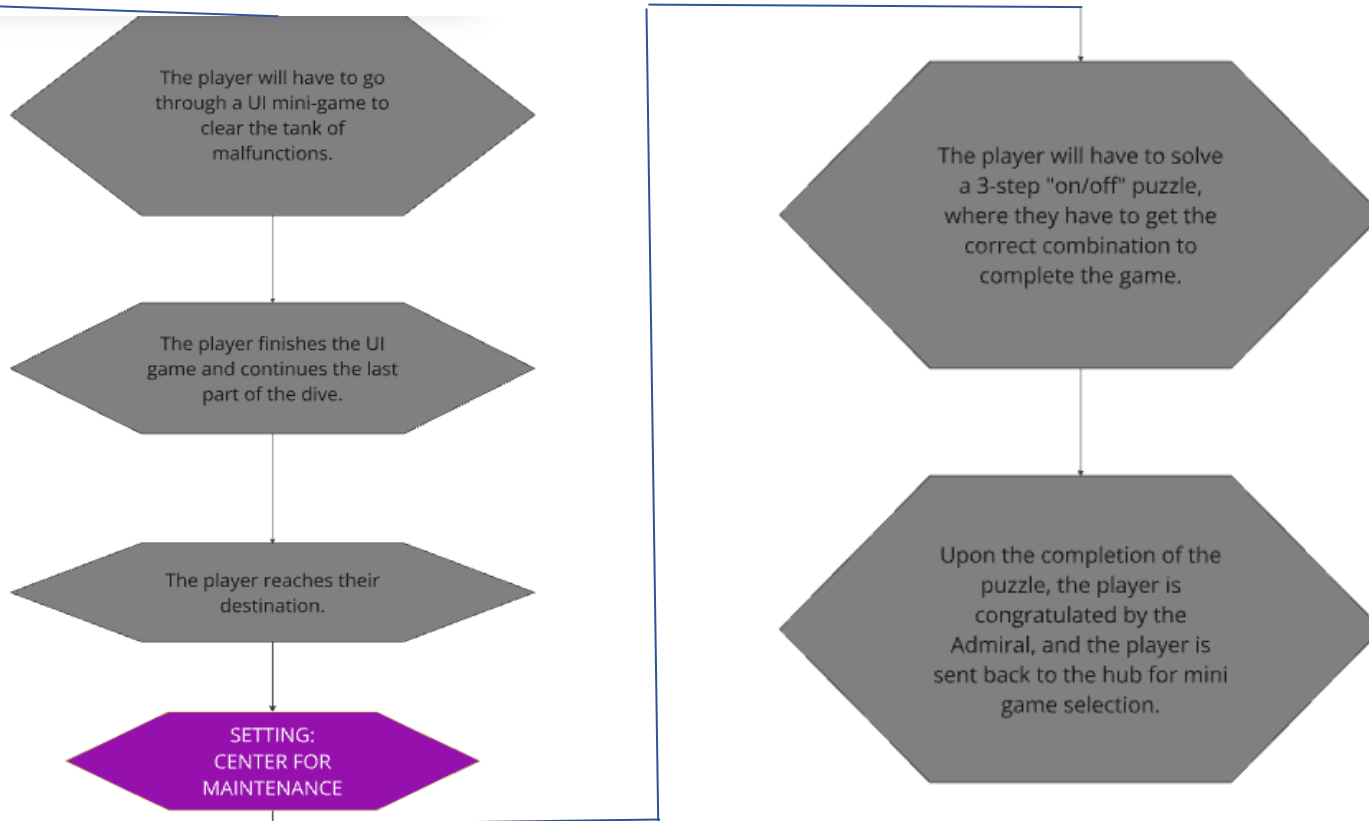 The player will have to go
through a UI mini-game to
clear the tank of
malfunctions.
The player finishes the UI
game and continues the last
part of the dive.
The player reaches their
destination.
SETTING:
CENTER FOR
MAINTENANCE
The player will have to solve
a 3-step "on/off" puzzle,
where they have to get the
correct combination to
complete the game.
Upon the completion of the
puzzle, the player is
congratulated by the
Admiral, and the player is
sent back to the hub for mini
game selection.